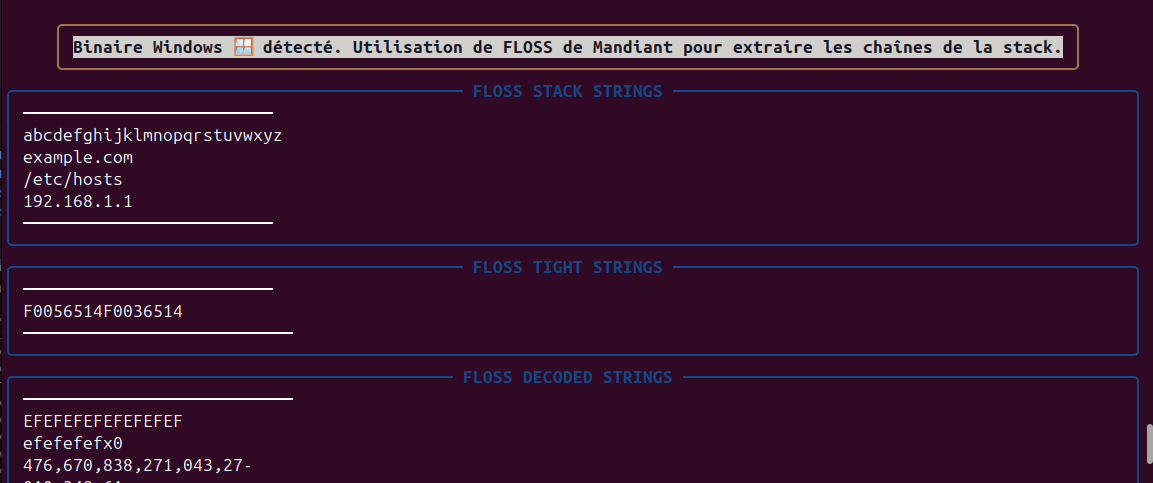 Binaire Windows 🪟 détecté. Utilisation de FLOSS de Mandiant pour extraire les chaînes de la stack.
FLOSS STACK STRINGS
abcdefghijklmnopqrstuvwxyz
example.com
/etc/hosts
192.168.1.1
FLOSS TIGHT STRINGS
F0056514F0036514
FLOSS DECODED STRINGS
EFEFEFEFEFEFEFEF
efefefefx0
476,670,838,271,043,27-